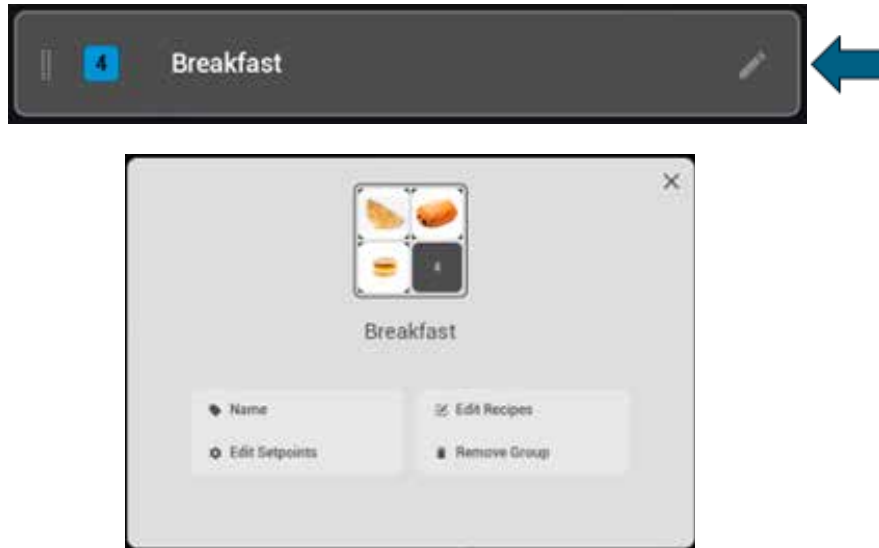 4 Breakfast
4
Breakfast
Name
Edit Recipes
Edit Setpoints
Remove Group